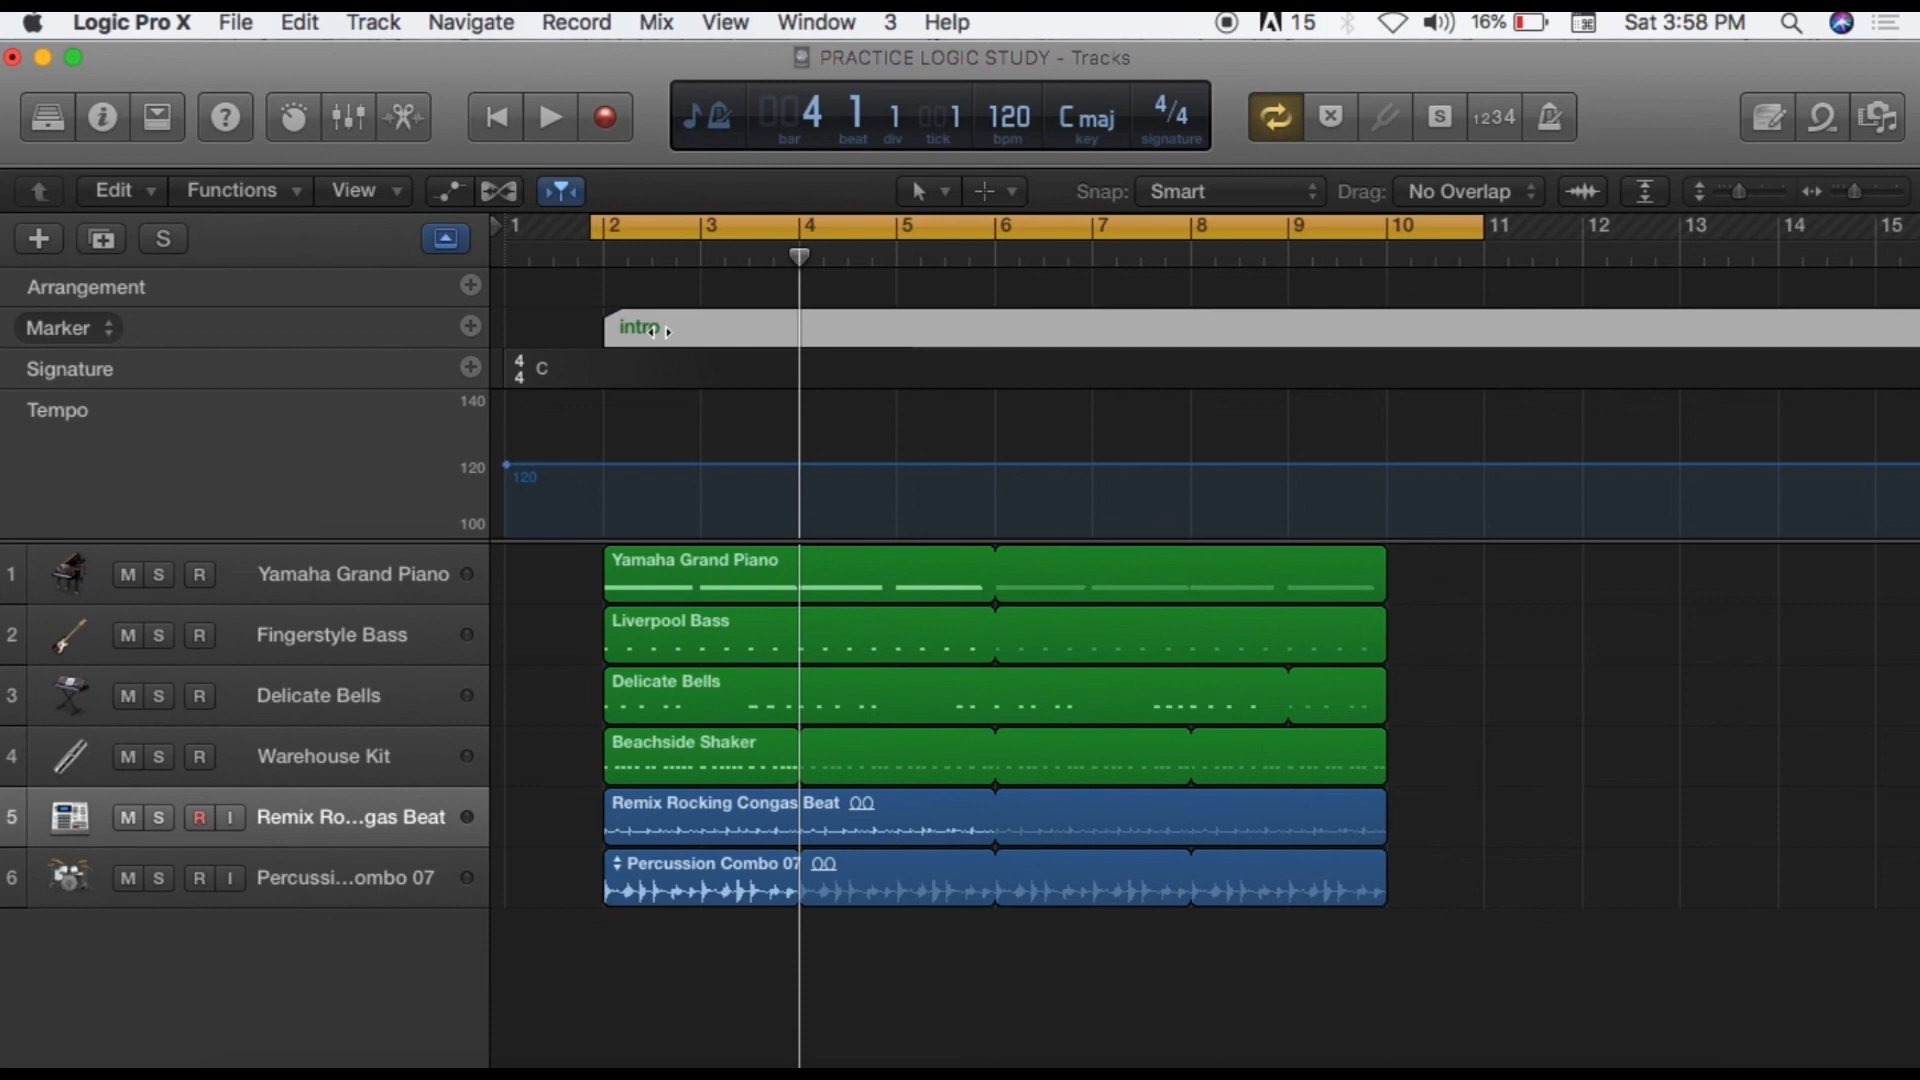 Logic Pro X File Edit Track Navigate Record Mix View Window 3 Help 15 16% Sat 3:58 PM
PRACTICE LOGIC STUDY - Tracks
004 1 1 001 120 C maj 4/4
bar beat div tick bpm key signature
S 1234
Edit Functions View Snap: Smart Drag: No Overlap
S
1 2 3 4 5 6 7 8 9 10 11 12 13 14 15
Arrangement
Marker
intro
Signature
4 C
4
Tempo
140
120
120
100
1 M S R Yamaha Grand Piano
Yamaha Grand Piano
2 M S R Fingerstyle Bass
Liverpool Bass
3 M S R Delicate Bells
Delicate Bells
4 M S R Warehouse Kit
Beachside Shaker
5 M S R I Remix Ro...gas Beat
Remix Rocking Congas Beat
6 M S R I Percussi...ombo 07
Percussion Combo 07